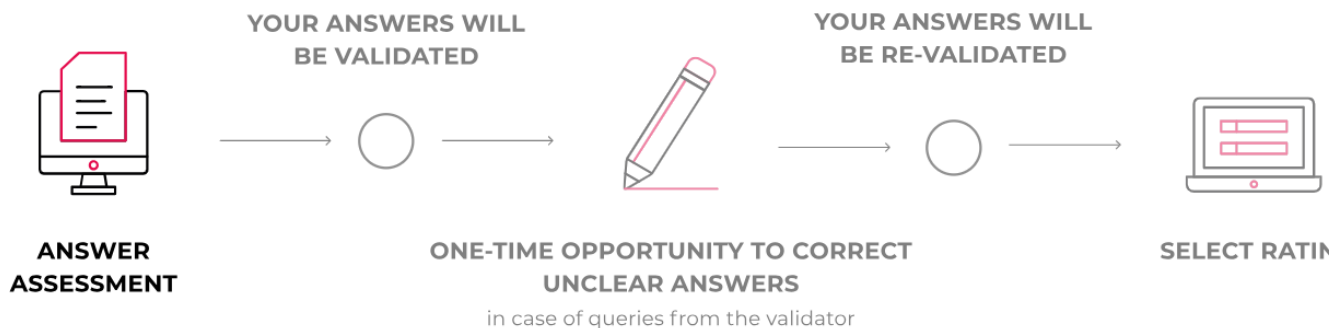 YOUR ANSWERS WILL
BE VALIDATED
YOUR ANSWERS WILL
BE RE-VALIDATED
ANSWER
ASSESSMENT
ONE-TIME OPPORTUNITY TO CORRECT
UNCLEAR ANSWERS
in case of queries from the validator
SELECT RATIN